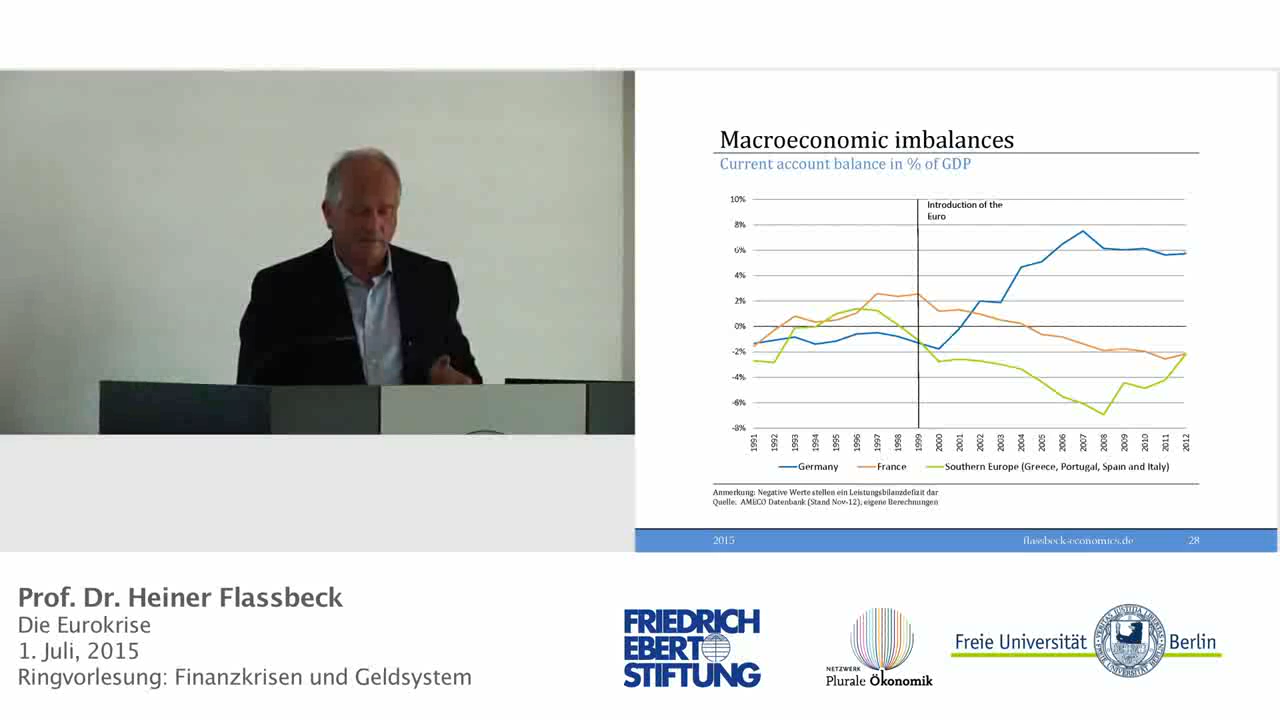 Macroeconomic imbalances
Current account balance in % of GDP
10%
8%
6%
4%
2%
0%
-2%
-4%
-6%
-8%
Introduction of the
Euro
1991 1992 1993 1994 1995 1996 1997 1998 1999 2000 2001 2002 2003 2004 2005 2006 2007 2008 2009 2010 2011 2012
Germany France Southern Europe (Greece, Portugal, Spain and Italy)
Anmerkung: Negative Werte stellen ein Leistungsbilanzdefizit dar
Quelle. AMECO Datenbank (Stand Nov-12), eigene Berechnungen
2015 flassbeck-economics.de 28
Prof. Dr. Heiner Flassbeck
Die Eurokrise
1. Juli, 2015
Ringvorlesung: Finanzkrisen und Geldsystem
FRIEDRICH
EBERT
STIFTUNG
NETZWERK
Plurale Ökonomik
Freie Universität Berlin